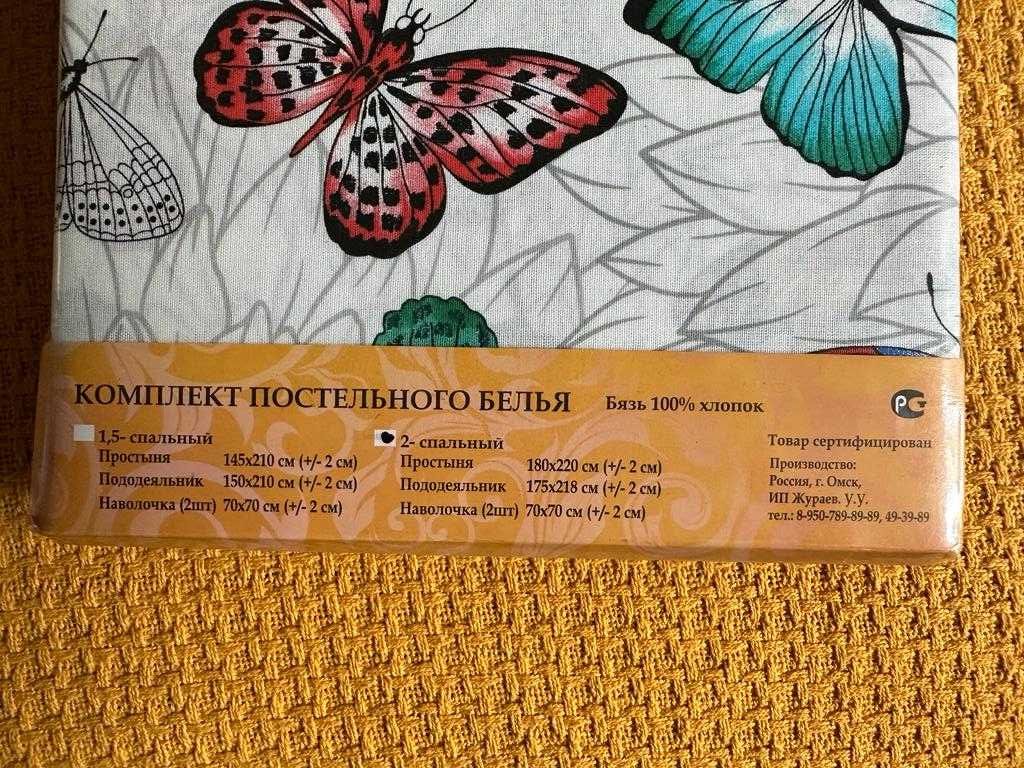 КОМПЛЕКТ ПОСТЕЛЬНОГО БЕЛЬЯ Бязь 100% хлопок
1,5- спальный
Простыня 145х210 см (+/- 2 см)
Пододеяльник 150х210 см (+/- 2 см)
Наволочка (2шт) 70х70 см (+/- 2 см)
2- спальный
Простыня 180х220 см (+/- 2 см)
Пододеяльник 175х218 см (+/- 2 см)
Наволочка (2шт) 70х70 см (+/- 2 см)
Товар сертифицирован
Производство:
Россия, г. Омск,
ИП Жураев. У.У.
тел.: 8-950-789-89-89, 49-39-89